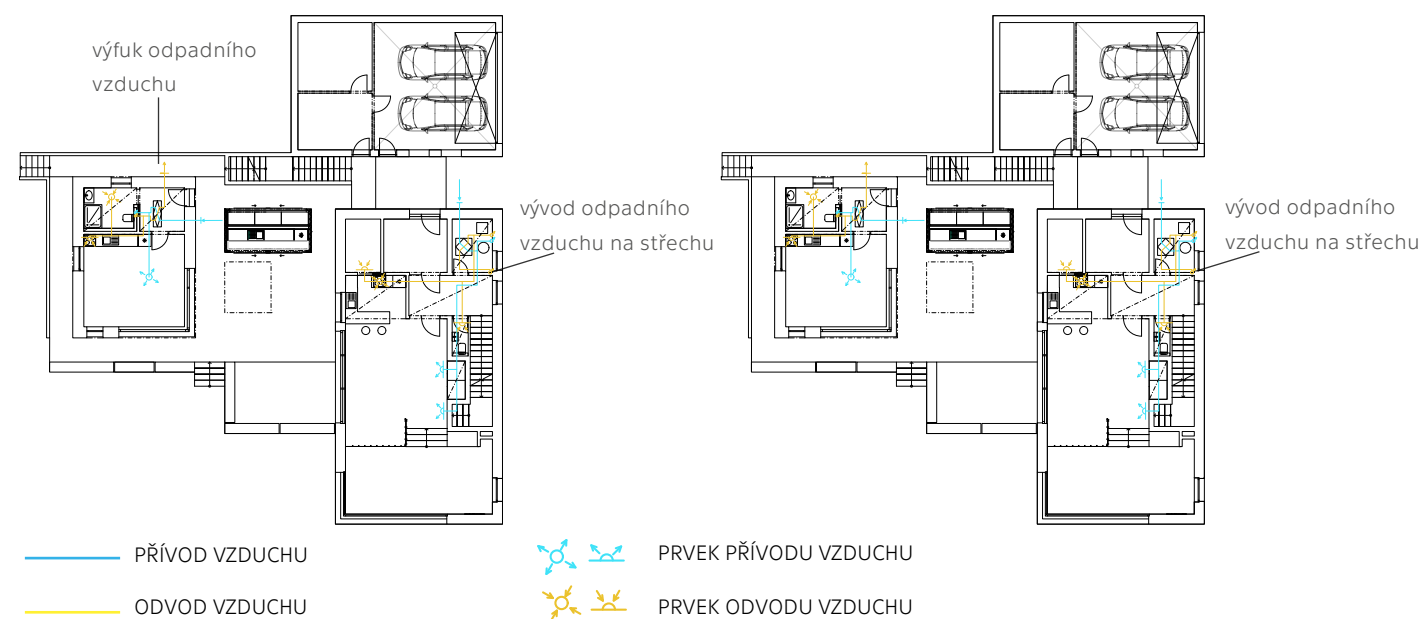 výfuk odpadního
vzduchu
vývod odpadního
vzduchu na střechu
vývod odpadního
vzduchu na střechu
PŘÍVOD VZDUCHU
PRVEK PŘÍVODU VZDUCHU
ODVOD VZDUCHU
PRVEK ODVODU VZDUCHU